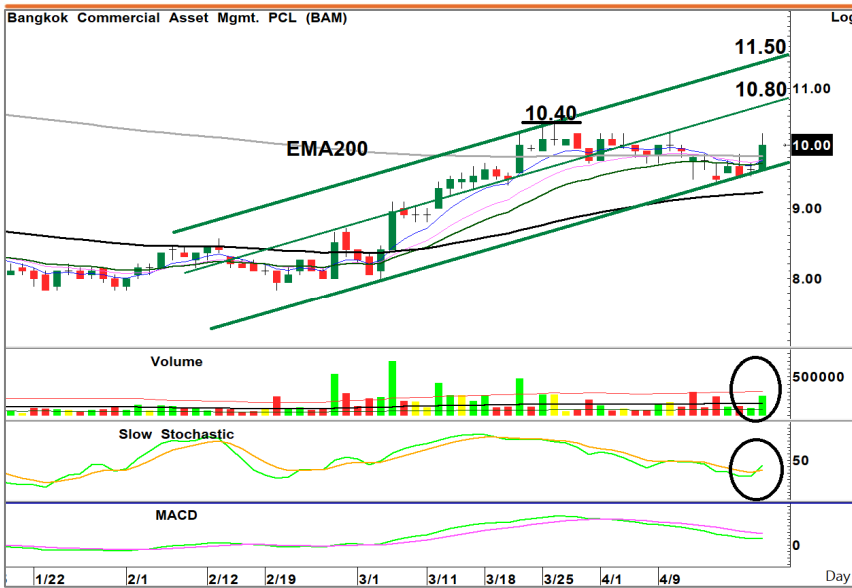 Bangkok Commercial Asset Mgmt. PCL (BAM)
Log
11.50
11.00
10.80
10.40
10.00
EMA200
9.00
8.00
Volume
500000
Slow Stochastic
50
MACD
0
1/22
2/1
2/12
2/19
3/1
3/11
3/18
3/25
4/1
4/9
Day